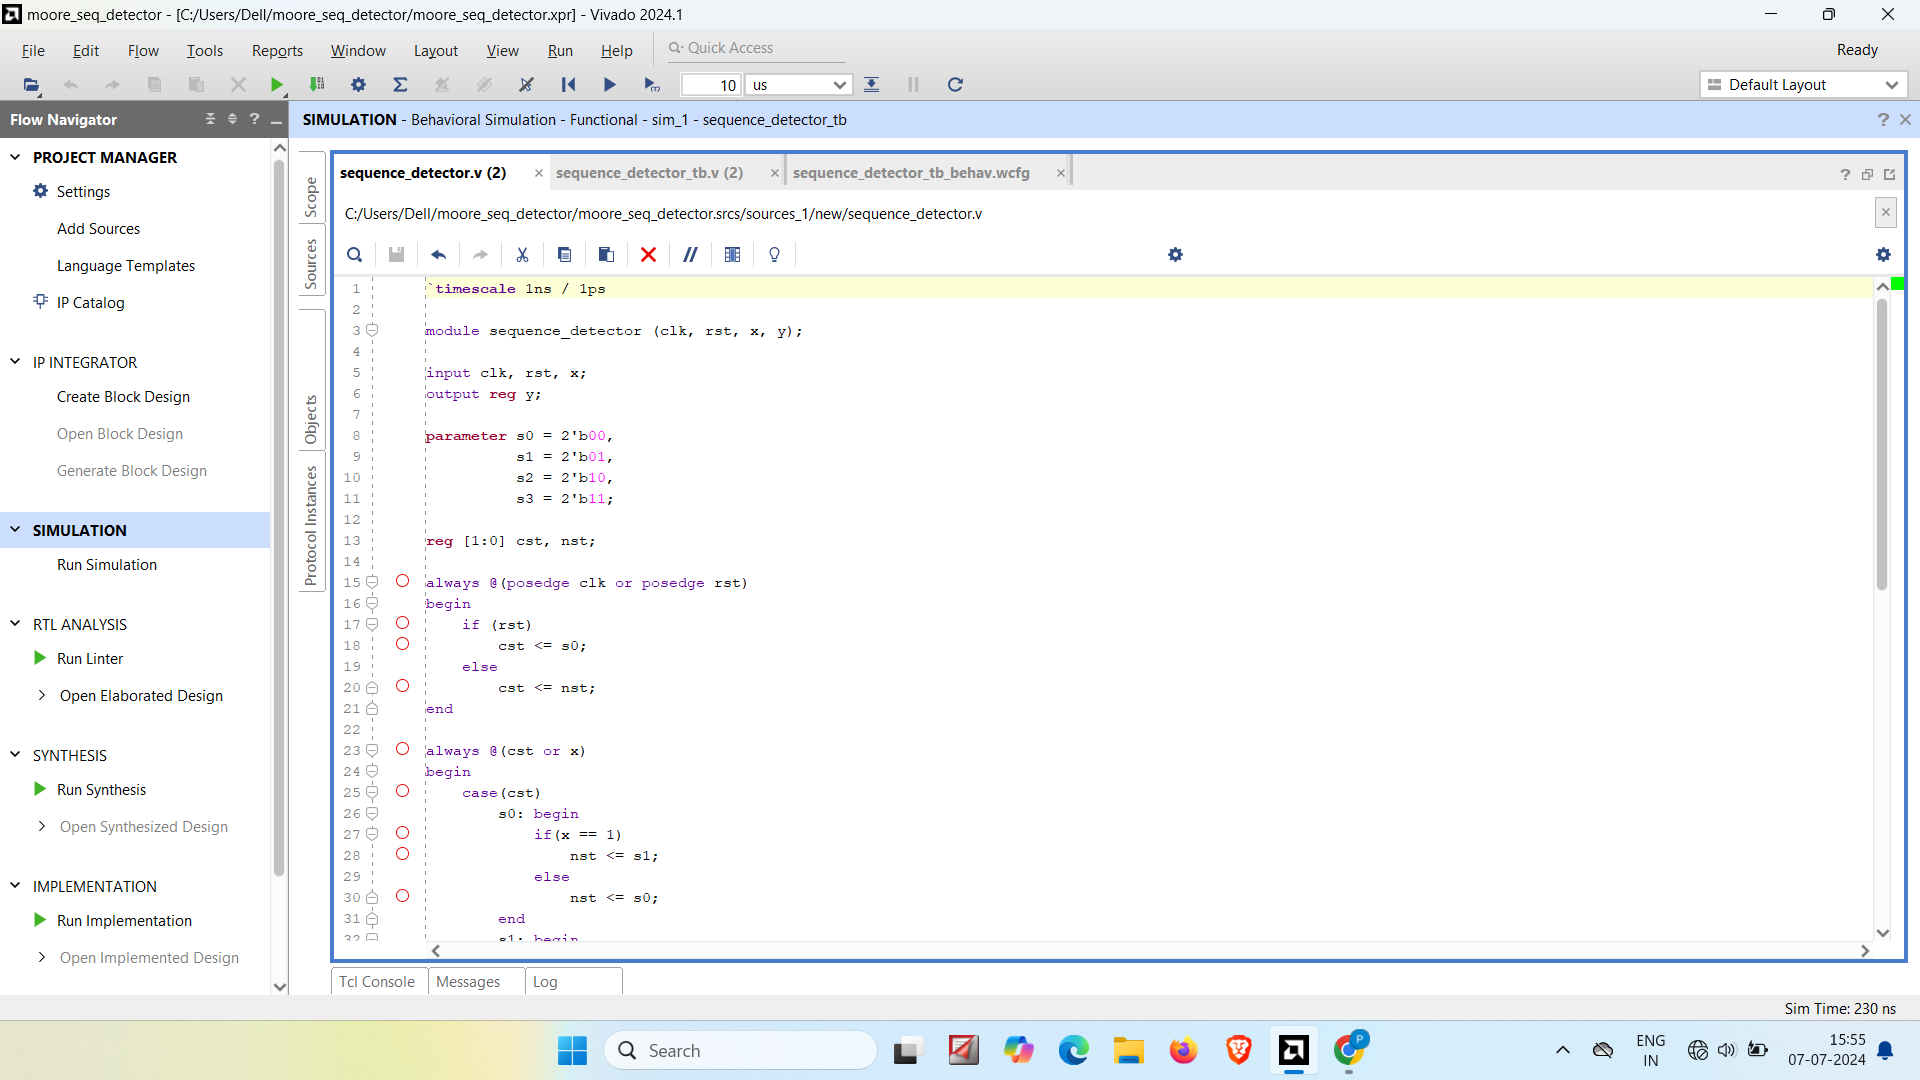 moore_seq_detector - [C:/Users/Dell/moore_seq_detector/moore_seq_detector.xpr] - Vivado 2024.1
File Edit Flow Tools Reports Window Layout View Run Help Quick Access Ready
10 us Default Layout
Flow Navigator
SIMULATION - Behavioral Simulation - Functional - sim_1 - sequence_detector_tb
PROJECT MANAGER
Settings
Add Sources
Language Templates
IP Catalog
IP INTEGRATOR
Create Block Design
Open Block Design
Generate Block Design
SIMULATION
Run Simulation
RTL ANALYSIS
Run Linter
Open Elaborated Design
SYNTHESIS
Run Synthesis
Open Synthesized Design
IMPLEMENTATION
Run Implementation
Open Implemented Design
Scope
Sources
Objects
Protocol Instances
sequence_detector.v (2) sequence_detector_tb.v (2) sequence_detector_tb_behav.wcfg
C:/Users/Dell/moore_seq_detector/moore_seq_detector.srcs/sources_1/new/sequence_detector.v
1 `timescale 1ns / 1ps
2
3 module sequence_detector (clk, rst, x, y);
4
5 input clk, rst, x;
6 output reg y;
7
8 parameter s0 = 2'b00,
9 s1 = 2'b01,
10 s2 = 2'b10,
11 s3 = 2'b11;
12
13 reg [1:0] cst, nst;
14
15 always @(posedge clk or posedge rst)
16 begin
17 if (rst)
18 cst <= s0;
19 else
20 cst <= nst;
21 end
22
23 always @(cst or x)
24 begin
25 case(cst)
26 s0: begin
27 if(x == 1)
28 nst <= s1;
29 else
30 nst <= s0;
31 end
32 s1: begin
Tcl Console Messages Log
Sim Time: 230 ns
Search
ENG
IN
15:55
07-07-2024